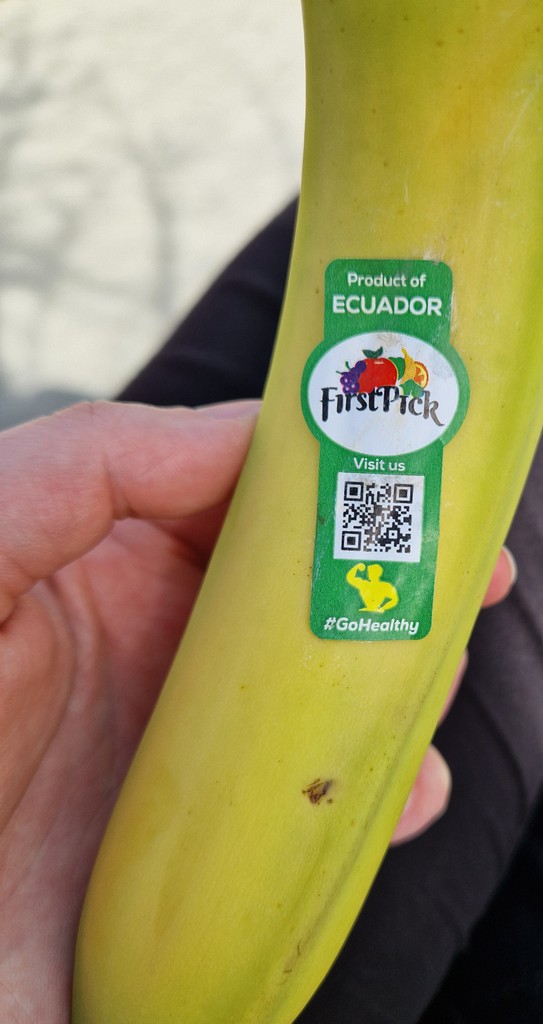 Product of
ECUADOR
FirstPick
Visit us
#GoHealthy